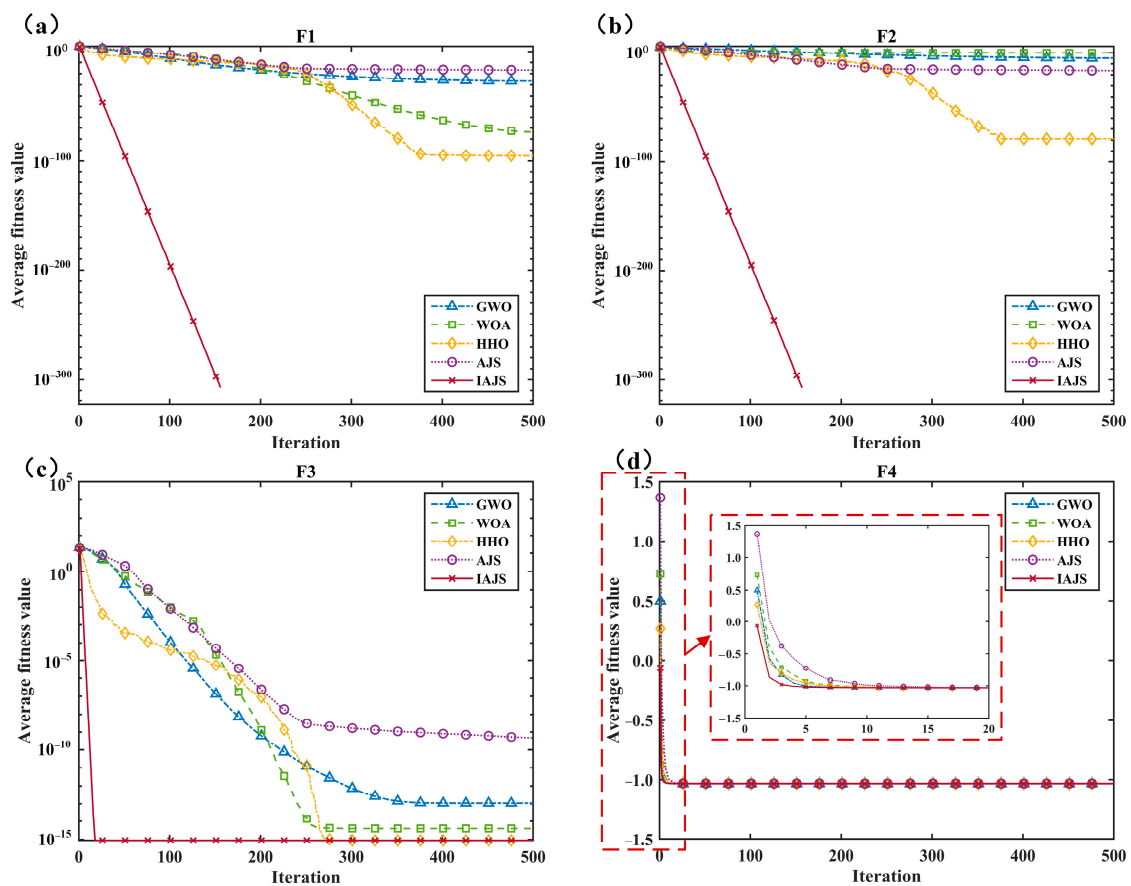 (a)
F1
Average fitness value
10^0
10^-100
10^-200
10^-300
0 100 200 300 400 500
Iteration
GWO
WOA
HHO
AJS
IAJS
(b)
F2
Average fitness value
10^0
10^-100
10^-200
10^-300
0 100 200 300 400 500
Iteration
GWO
WOA
HHO
AJS
IAJS
(c)
F3
Average fitness value
10^5
10^0
10^-5
10^-10
10^-15
0 100 200 300 400 500
Iteration
GWO
WOA
HHO
AJS
IAJS
(d)
F4
Average fitness value
1.5
1.0
0.5
0.0
−0.5
−1.0
−1.5
0 100 200 300 400 500
Iteration
1.5
1.0
0.5
0.0
−0.5
−1.0
−1.5
0 5 10 15 20
GWO
WOA
HHO
AJS
IAJS